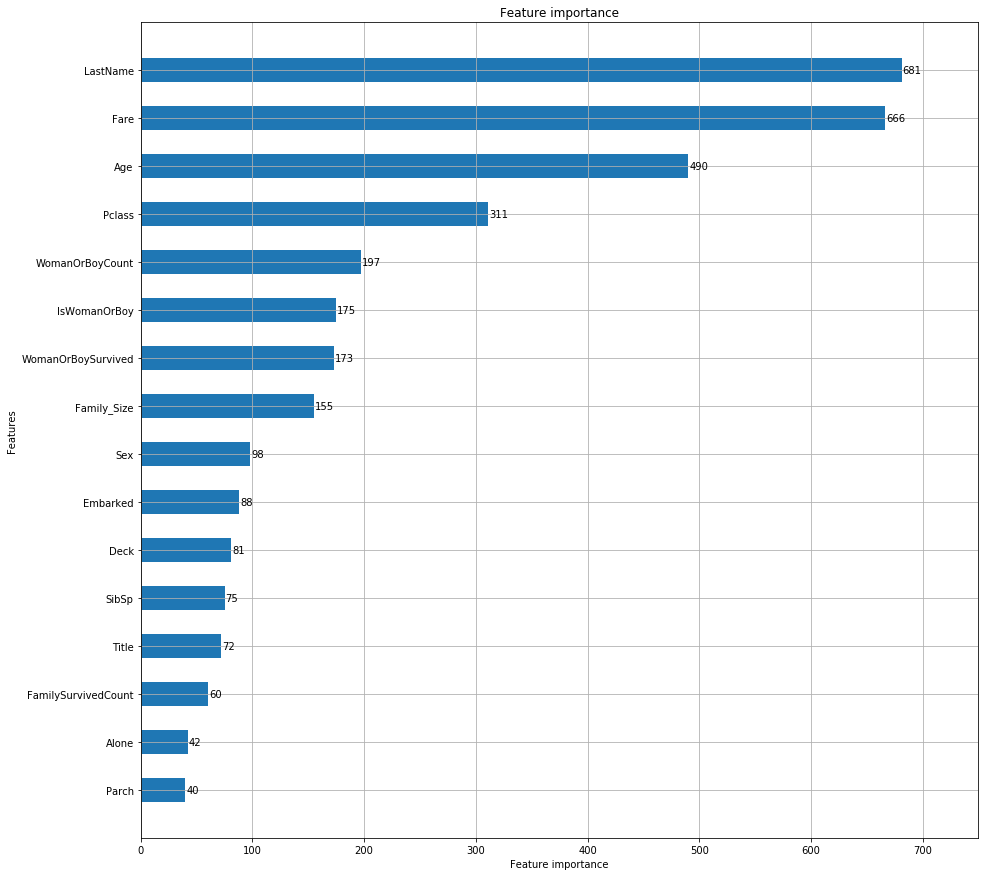 Feature importance
LastName 681
Fare 666
Age 490
Pclass 311
WomanOrBoyCount 197
IsWomanOrBoy 175
WomanOrBoySurvived 173
Family_Size 155
Features
Sex 98
Embarked 88
Deck 81
SibSp 75
Title 72
FamilySurvivedCount 60
Alone 42
Parch 40
0 100 200 300 400 500 600 700
Feature importance